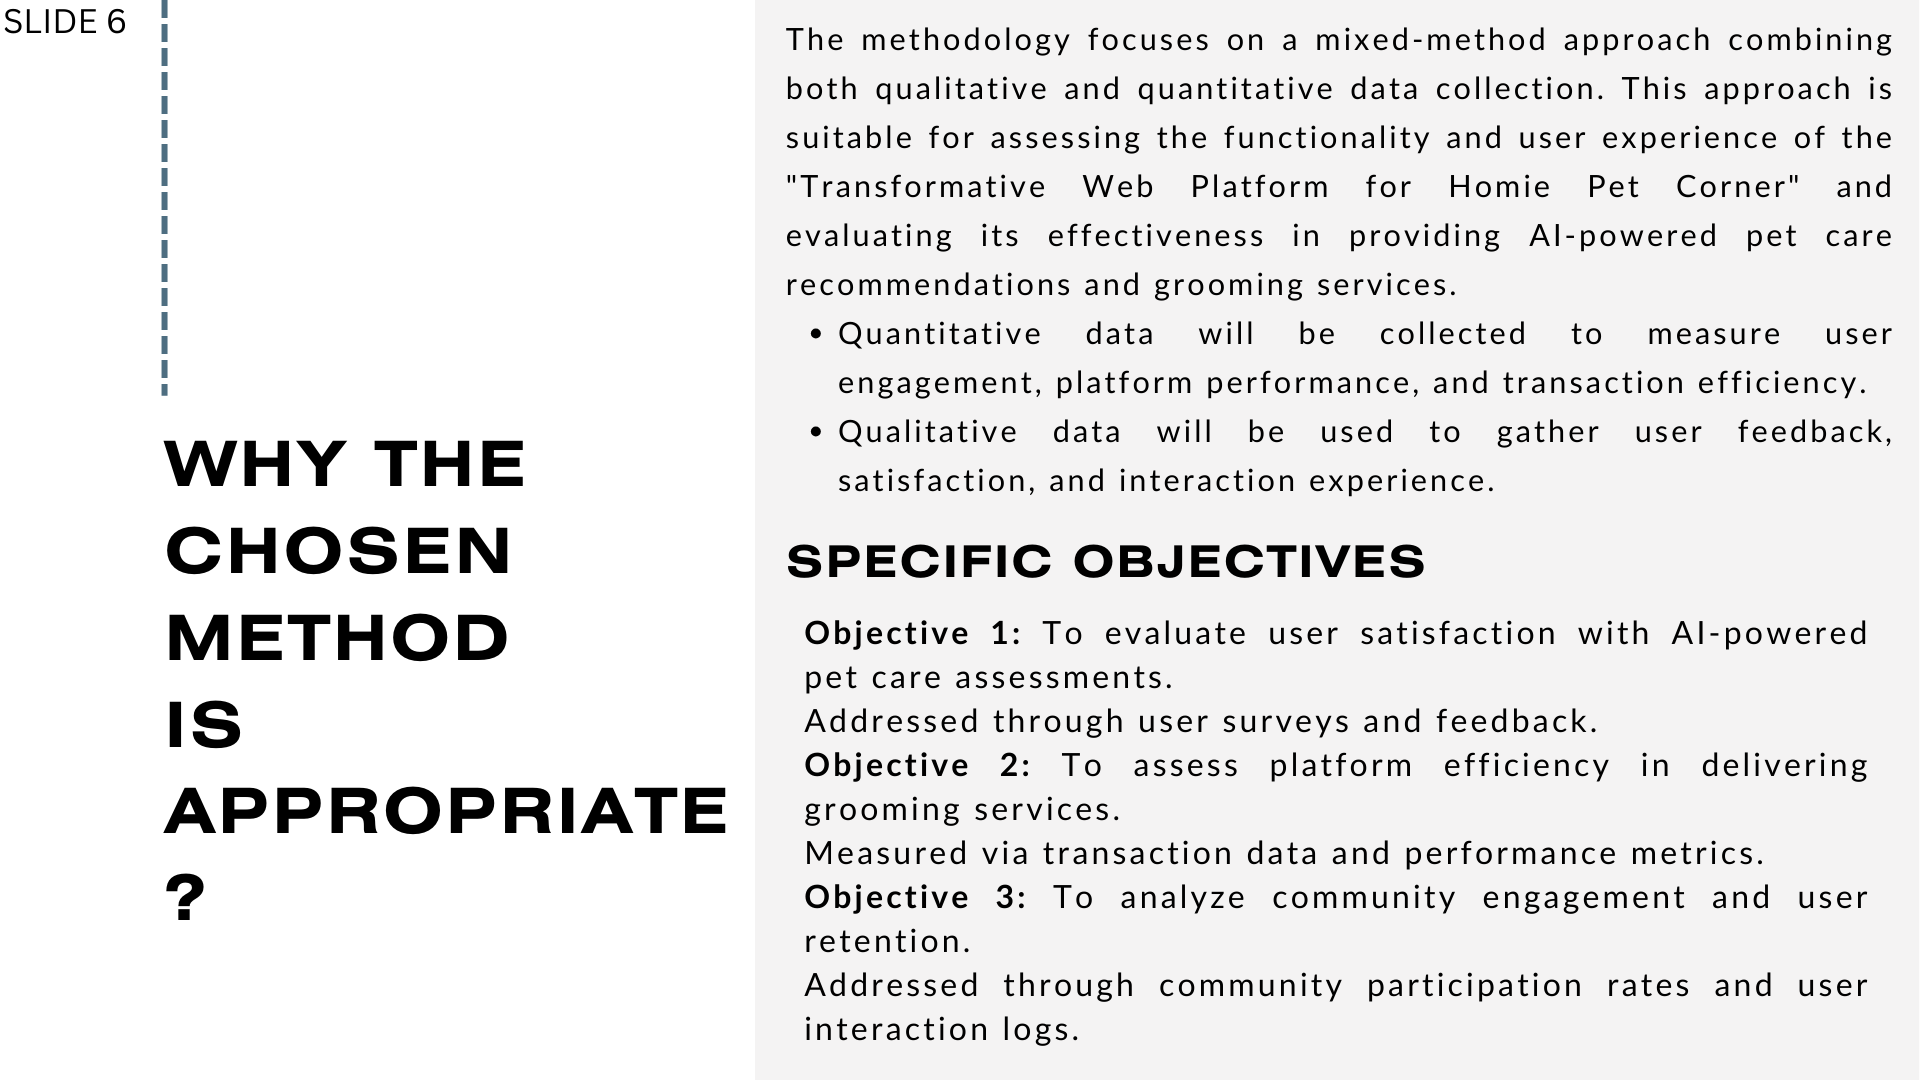 SLIDE 6
WHY THE
CHOSEN
METHOD
IS
APPROPRIATE
?
The methodology focuses on a mixed-method approach combining
both qualitative and quantitative data collection. This approach is
suitable for assessing the functionality and user experience of the
"Transformative Web Platform for Homie Pet Corner" and
evaluating its effectiveness in providing AI-powered pet care
recommendations and grooming services.
• Quantitative data will be collected to measure user
engagement, platform performance, and transaction efficiency.
• Qualitative data will be used to gather user feedback,
satisfaction, and interaction experience.
SPECIFIC OBJECTIVES
Objective 1: To evaluate user satisfaction with AI-powered
pet care assessments.
Addressed through user surveys and feedback.
Objective 2: To assess platform efficiency in delivering
grooming services.
Measured via transaction data and performance metrics.
Objective 3: To analyze community engagement and user
retention.
Addressed through community participation rates and user
interaction logs.